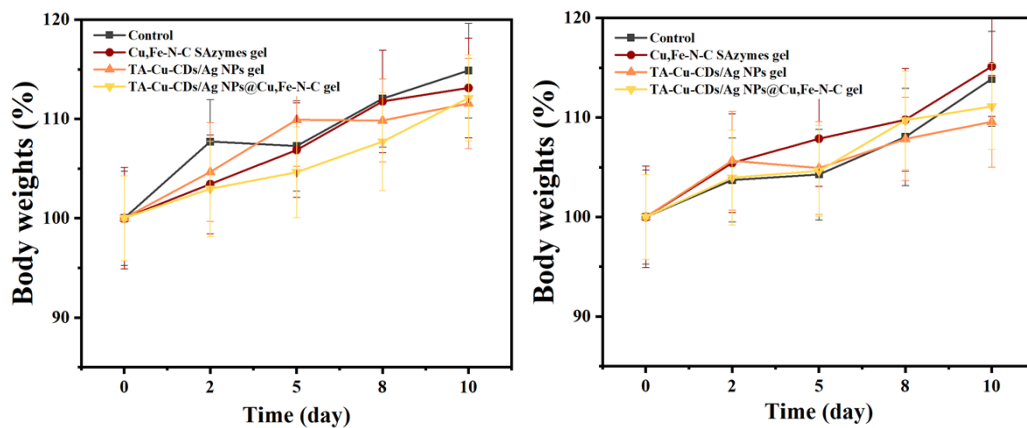 Body weights (%)
120
110
100
90
Control
Cu,Fe-N-C SAzymes gel
TA-Cu-CDs/Ag NPs gel
TA-Cu-CDs/Ag NPs@Cu,Fe-N-C gel
0 2 5 8 10
Time (day)
Body weights (%)
120
110
100
90
Control
Cu,Fe-N-C SAzymes gel
TA-Cu-CDs/Ag NPs gel
TA-Cu-CDs/Ag NPs@Cu,Fe-N-C gel
0 2 5 8 10
Time (day)